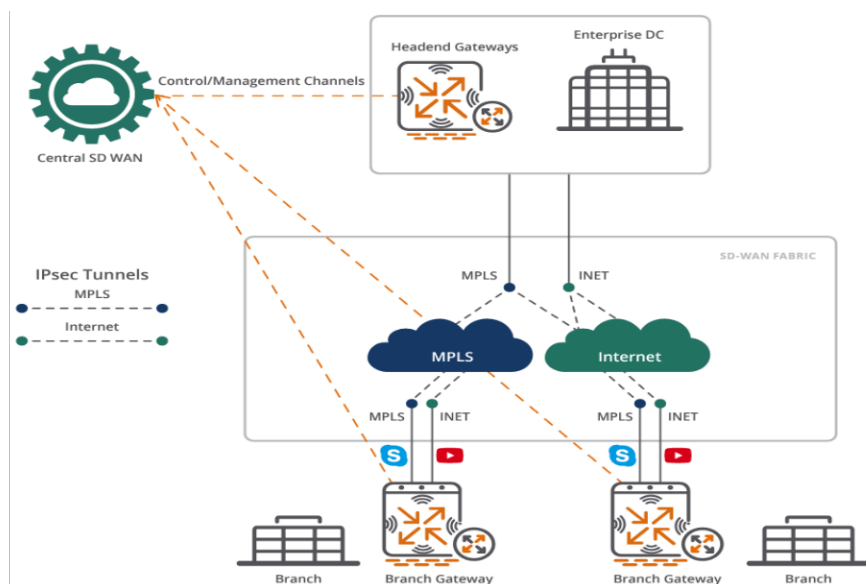 Headend Gateways
Enterprise DC
Control/Management Channels
Central SD WAN
SD-WAN FABRIC
IPsec Tunnels
MPLS
Internet
MPLS
INET
MPLS
Internet
MPLS
INET
MPLS
INET
S
S
Branch
Branch Gateway
Branch Gateway
Branch